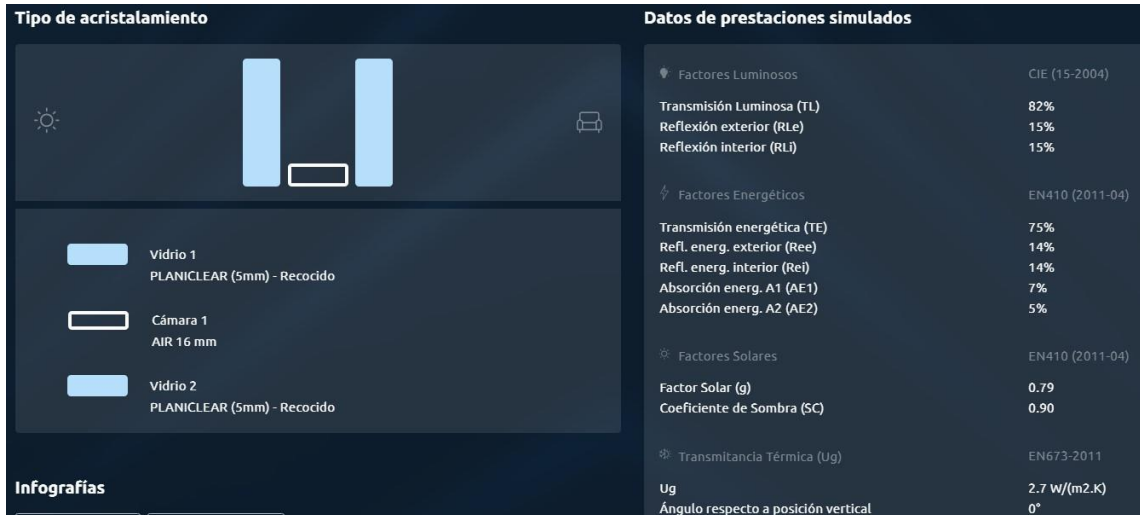 Tipo de acristalamiento
Vidrio 1
PLANICLEAR (5mm) - Recocido
Cámara 1
AIR 16 mm
Vidrio 2
PLANICLEAR (5mm) - Recocido
Infografías
Datos de prestaciones simulados
Factores Luminosos CIE (15-2004)
Transmisión Luminosa (TL) 82%
Reflexión exterior (RLe) 15%
Reflexión interior (RLi) 15%
Factores Energéticos EN410 (2011-04)
Transmisión energética (TE) 75%
Refl. energ. exterior (Ree) 14%
Refl. energ. interior (Rei) 14%
Absorción energ. A1 (AE1) 7%
Absorción energ. A2 (AE2) 5%
Factores Solares EN410 (2011-04)
Factor Solar (g) 0.79
Coeficiente de Sombra (SC) 0.90
Transmitancia Térmica (Ug) EN673-2011
Ug 2.7 W/(m2.K)
Ángulo respecto a posición vertical 0°